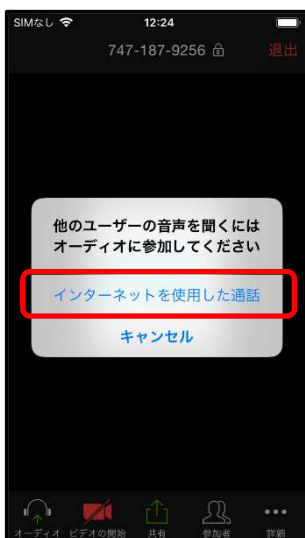 SIMなし 12:24
747-187-9256 退出
他のユーザーの音声を聞くには
オーディオに参加してください
インターネットを使用した通話
キャンセル
オーディオ ビデオの開始 共有 参加者 詳細